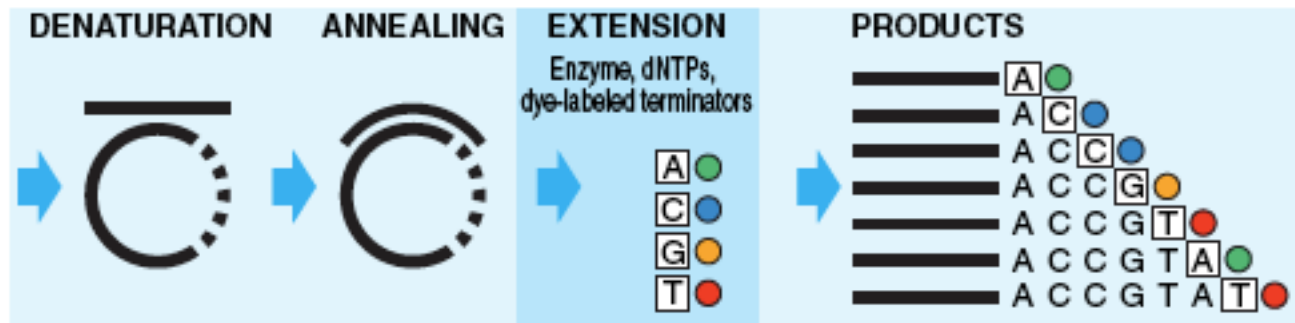 DENATURATION
ANNEALING
EXTENSION
Enzyme, dNTPs,
dye-labeled terminators
A
C
G
T
PRODUCTS
A
A C
A C C
A C C G
A C C G T
A C C G T A
A C C G T A T